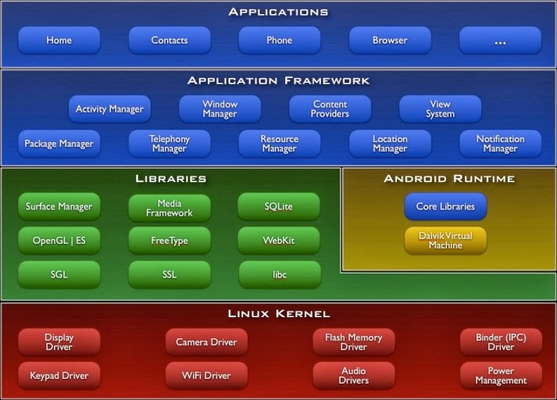 APPLICATIONS
Home Contacts Phone Browser ...
APPLICATION FRAMEWORK
Activity Manager Window Manager Content Providers View System
Package Manager Telephony Manager Resource Manager Location Manager Notification Manager
LIBRARIES
Surface Manager Media Framework SQLite
OpenGL | ES FreeType WebKit
SGL SSL libc
ANDROID RUNTIME
Core Libraries
Dalvik Virtual Machine
LINUX KERNEL
Display Driver Camera Driver Flash Memory Driver Binder (IPC) Driver
Keypad Driver WiFi Driver Audio Drivers Power Management